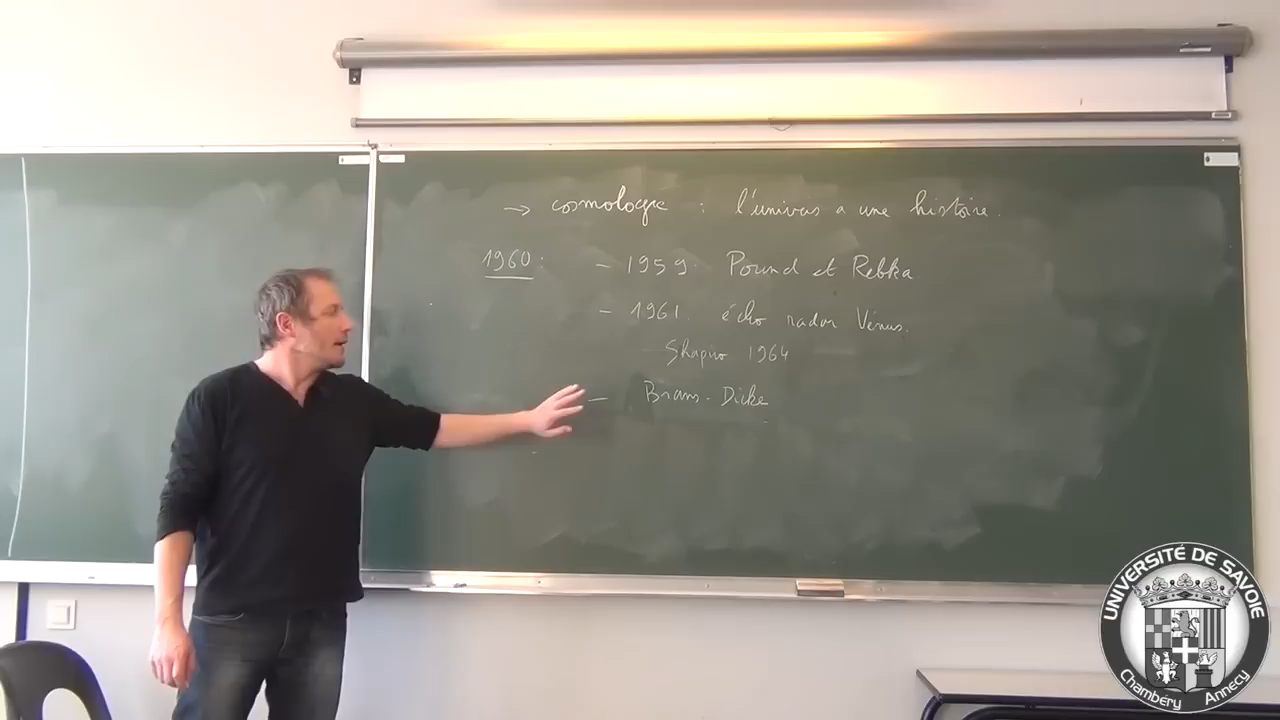 → cosmologie : l'univers a une histoire.
1960 : - 1959. Pound et Rebka
- 1961. écho radar Vénus.
Shapiro 1964
- Brans-Dicke
UNIVERSITÉ DE SAVOIE
Chambéry Annecy